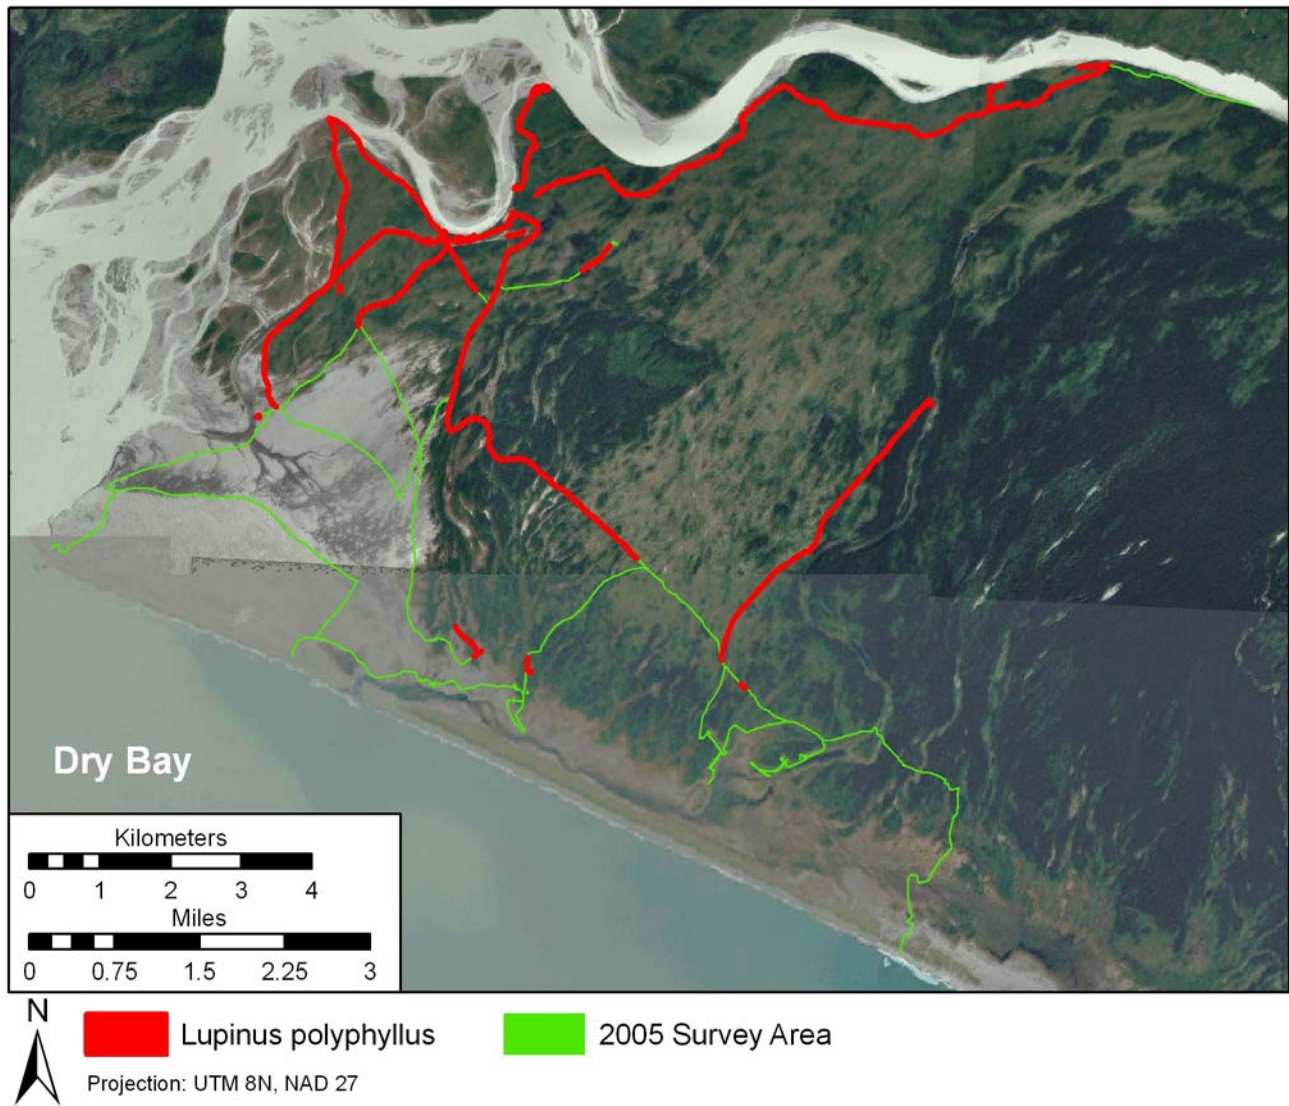 Dry Bay
Kilometers
0 1 2 3 4
Miles
0 0.75 1.5 2.25 3
N
Lupinus polyphyllus
2005 Survey Area
Projection: UTM 8N, NAD 27